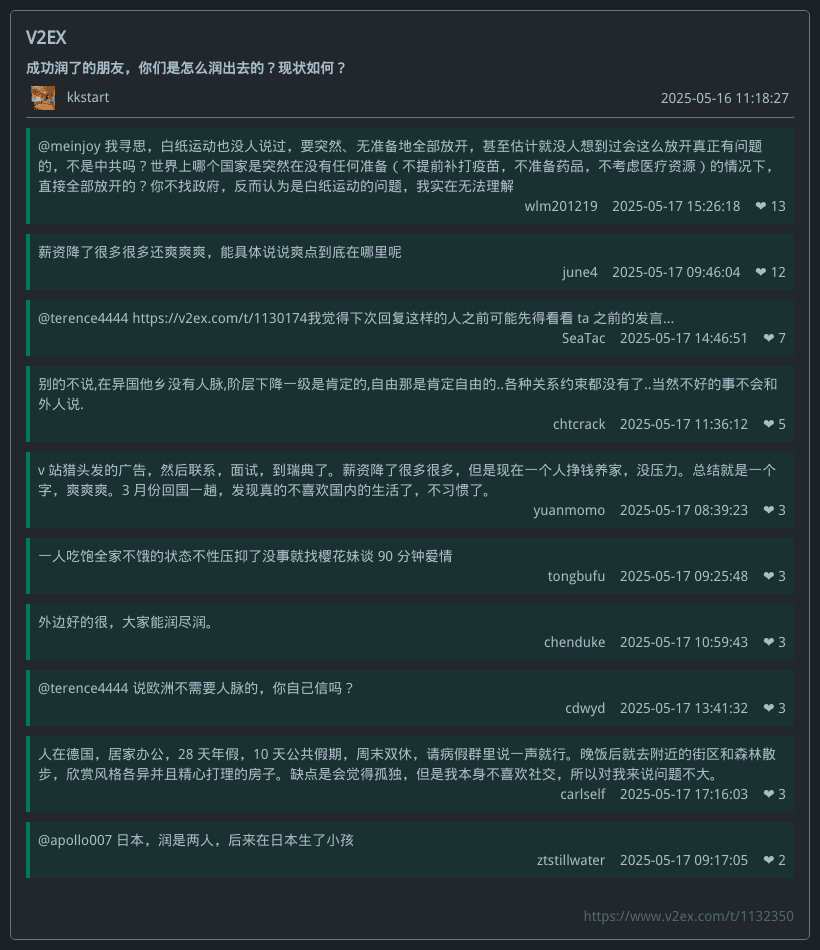 V2EX
成功润了的朋友，你们是怎么润出去的？现状如何？
kkstart 2025-05-16 11:18:27
@meinjoy 我寻思，白纸运动也没人说过，要突然、无准备地全部放开，甚至估计就没人想到过会这么放开真正有问题
的，不是中共吗？世界上哪个国家是突然在没有任何准备（不提前补打疫苗，不准备药品，不考虑医疗资源）的情况下，
直接全部放开的？你不找政府，反而认为是白纸运动的问题，我实在无法理解
wlm201219 2025-05-17 15:26:18 ❤ 13
薪资降了很多很多还爽爽爽，能具体说说爽点到底在哪里呢
june4 2025-05-17 09:46:04 ❤ 12
@terence4444 https://v2ex.com/t/1130174我觉得下次回复这样的人之前可能先得看看 ta 之前的发言...
SeaTac 2025-05-17 14:46:51 ❤ 7
别的不说,在异国他乡没有人脉,阶层下降一级是肯定的,自由那是肯定自由的..各种关系约束都没有了..当然不好的事不会和
外人说.
chtcrack 2025-05-17 11:36:12 ❤ 5
v 站猎头发的广告，然后联系，面试，到瑞典了。薪资降了很多很多，但是现在一个人挣钱养家，没压力。总结就是一个
字，爽爽爽。3 月份回国一趟，发现真的不喜欢国内的生活了，不习惯了。
yuanmomo 2025-05-17 08:39:23 ❤ 3
一人吃饱全家不饿的状态不性压抑了没事就找樱花妹谈 90 分钟爱情
tongbufu 2025-05-17 09:25:48 ❤ 3
外边好的很，大家能润尽润。
chenduke 2025-05-17 10:59:43 ❤ 3
@terence4444 说欧洲不需要人脉的，你自己信吗？
cdwyd 2025-05-17 13:41:32 ❤ 3
人在德国，居家办公，28 天年假，10 天公共假期，周末双休，请病假群里说一声就行。晚饭后就去附近的街区和森林散
步，欣赏风格各异并且精心打理的房子。缺点是会觉得孤独，但是我本身不喜欢社交，所以对我来说问题不大。
carlself 2025-05-17 17:16:03 ❤ 3
@apollo007 日本，润是两人，后来在日本生了小孩
ztstillwater 2025-05-17 09:17:05 ❤ 2
https://www.v2ex.com/t/1132350